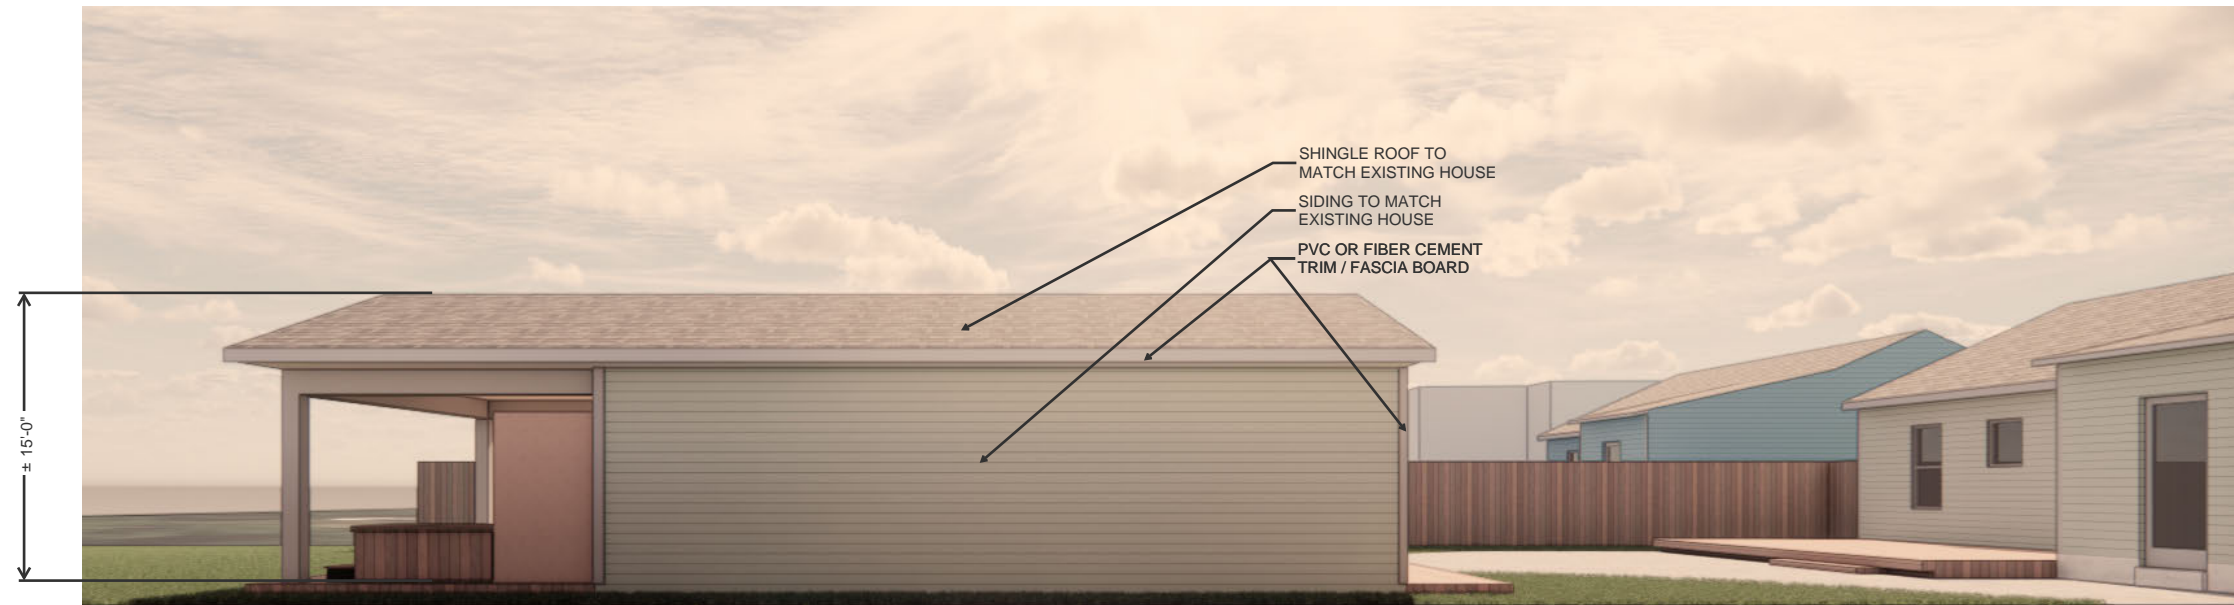 SHINGLE ROOF TO
MATCH EXISTING HOUSE
SIDING TO MATCH
EXISTING HOUSE
PVC OR FIBER CEMENT
TRIM / FASCIA BOARD
± 15'-0"